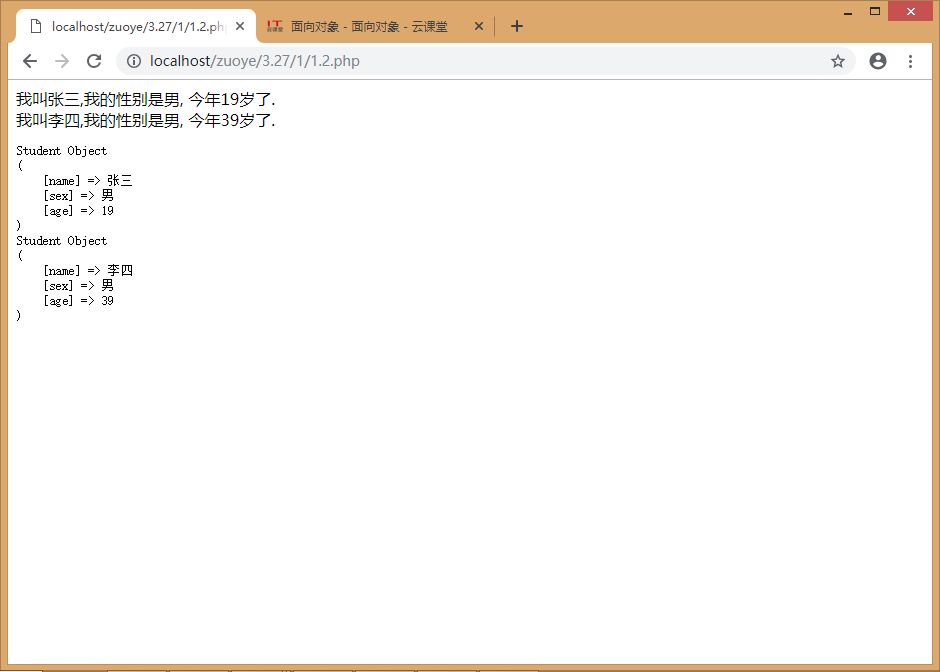 localhost/zuoye/3.27/1/1.2.ph
面向对象 - 面向对象 - 云课堂
localhost/zuoye/3.27/1/1.2.php
我叫张三,我的性别是男, 今年19岁了.
我叫李四,我的性别是男, 今年39岁了.
Student Object
(
    [name] => 张三
    [sex] => 男
    [age] => 19
)
Student Object
(
    [name] => 李四
    [sex] => 男
    [age] => 39
)